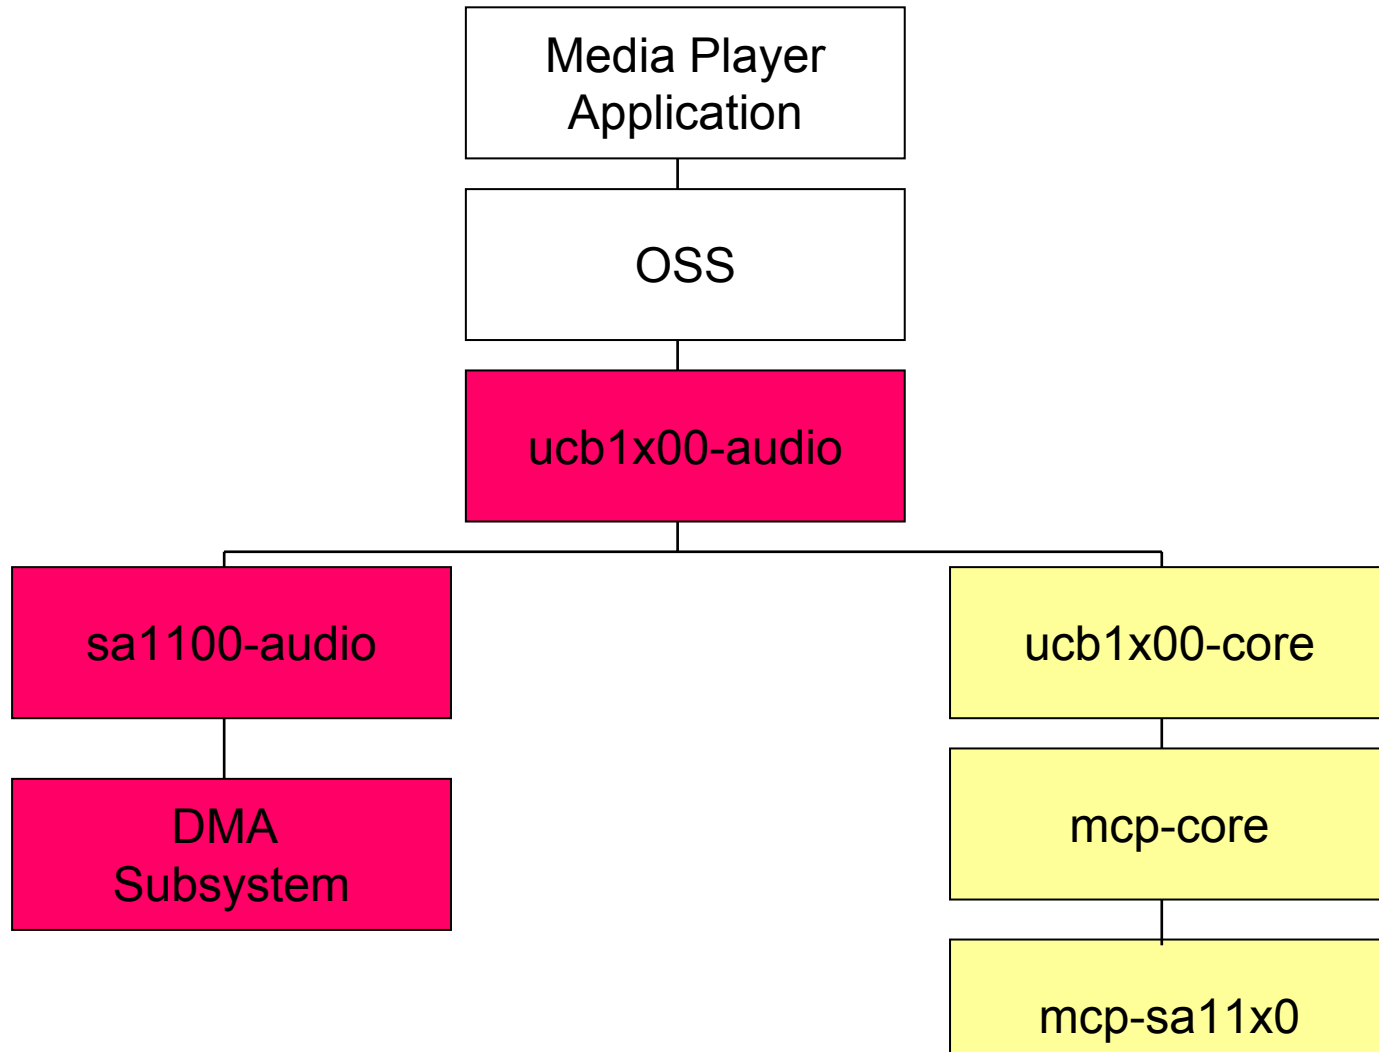 Media Player
Application
OSS
ucb1x00-audio
sa1100-audio
ucb1x00-core
DMA
Subsystem
mcp-core
mcp-sa11x0